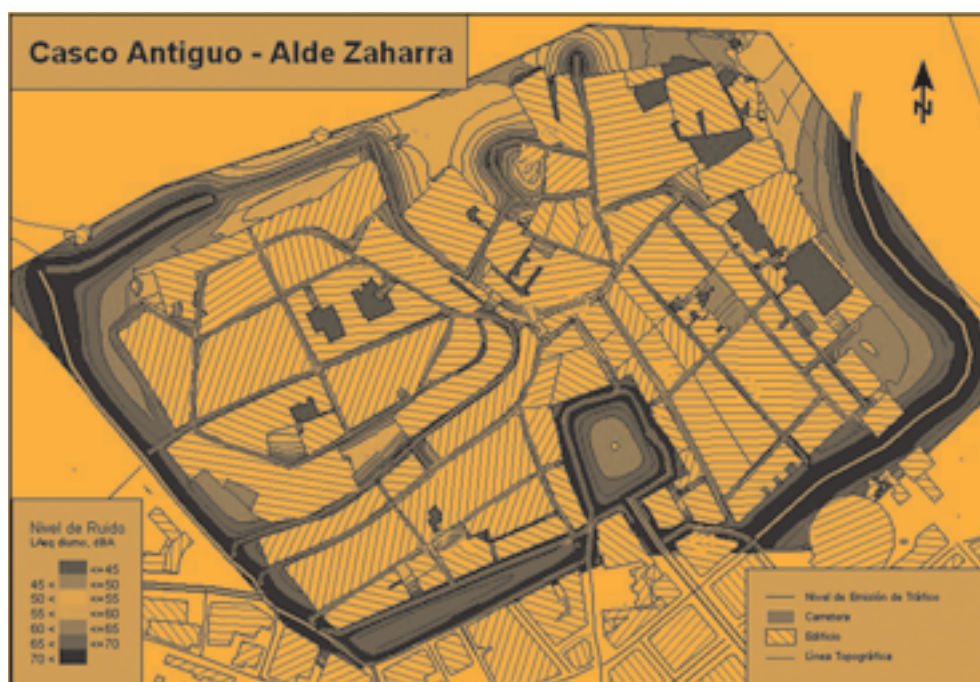 Casco Antiguo - Alde Zaharra
N
Nivel de Ruido
LAeq diurno, dBA
<=45
45 < <=50
50 < <=55
55 < <=60
60 < <=65
65 < <=70
70 <
Nivel de Emisión de Tráfico
Carretera
Edificio
Línea Topográfica